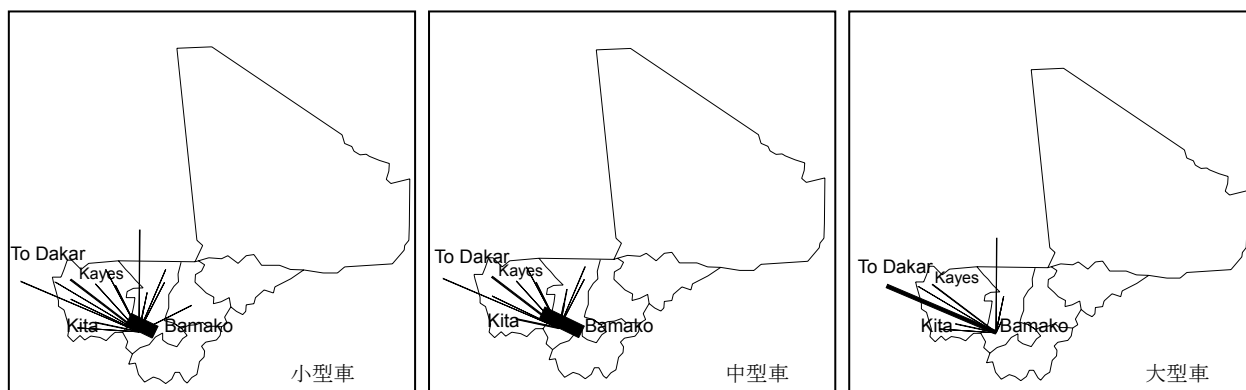 To Dakar
Kayes
Kita
Bamako
小型車
To Dakar
Kayes
Kita
Bamako
中型車
To Dakar
Kayes
Kita
Bamako
大型車